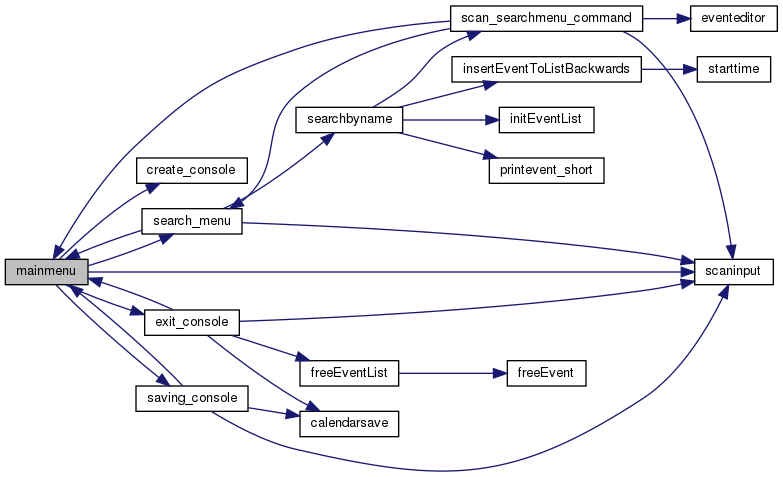 scan_searchmenu_command
eventeditor
insertEventToListBackwards
starttime
searchbyname
initEventList
create_console
printevent_short
search_menu
mainmenu
scaninput
exit_console
freeEventList
freeEvent
saving_console
calendarsave